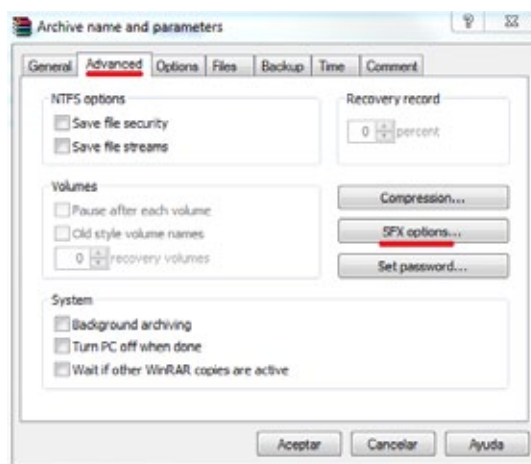 Archive name and parameters
General Advanced Options Files Backup Time Comment
NTFS options
Save file security
Save file streams
Recovery record
0 percent
Volumes
Pause after each volume
Old style volume names
0 recovery volumes
Compression...
SFX options...
Set password...
System
Background archiving
Turn PC off when done
Wait if other WinRAR copies are active
Aceptar Cancelar Ayuda